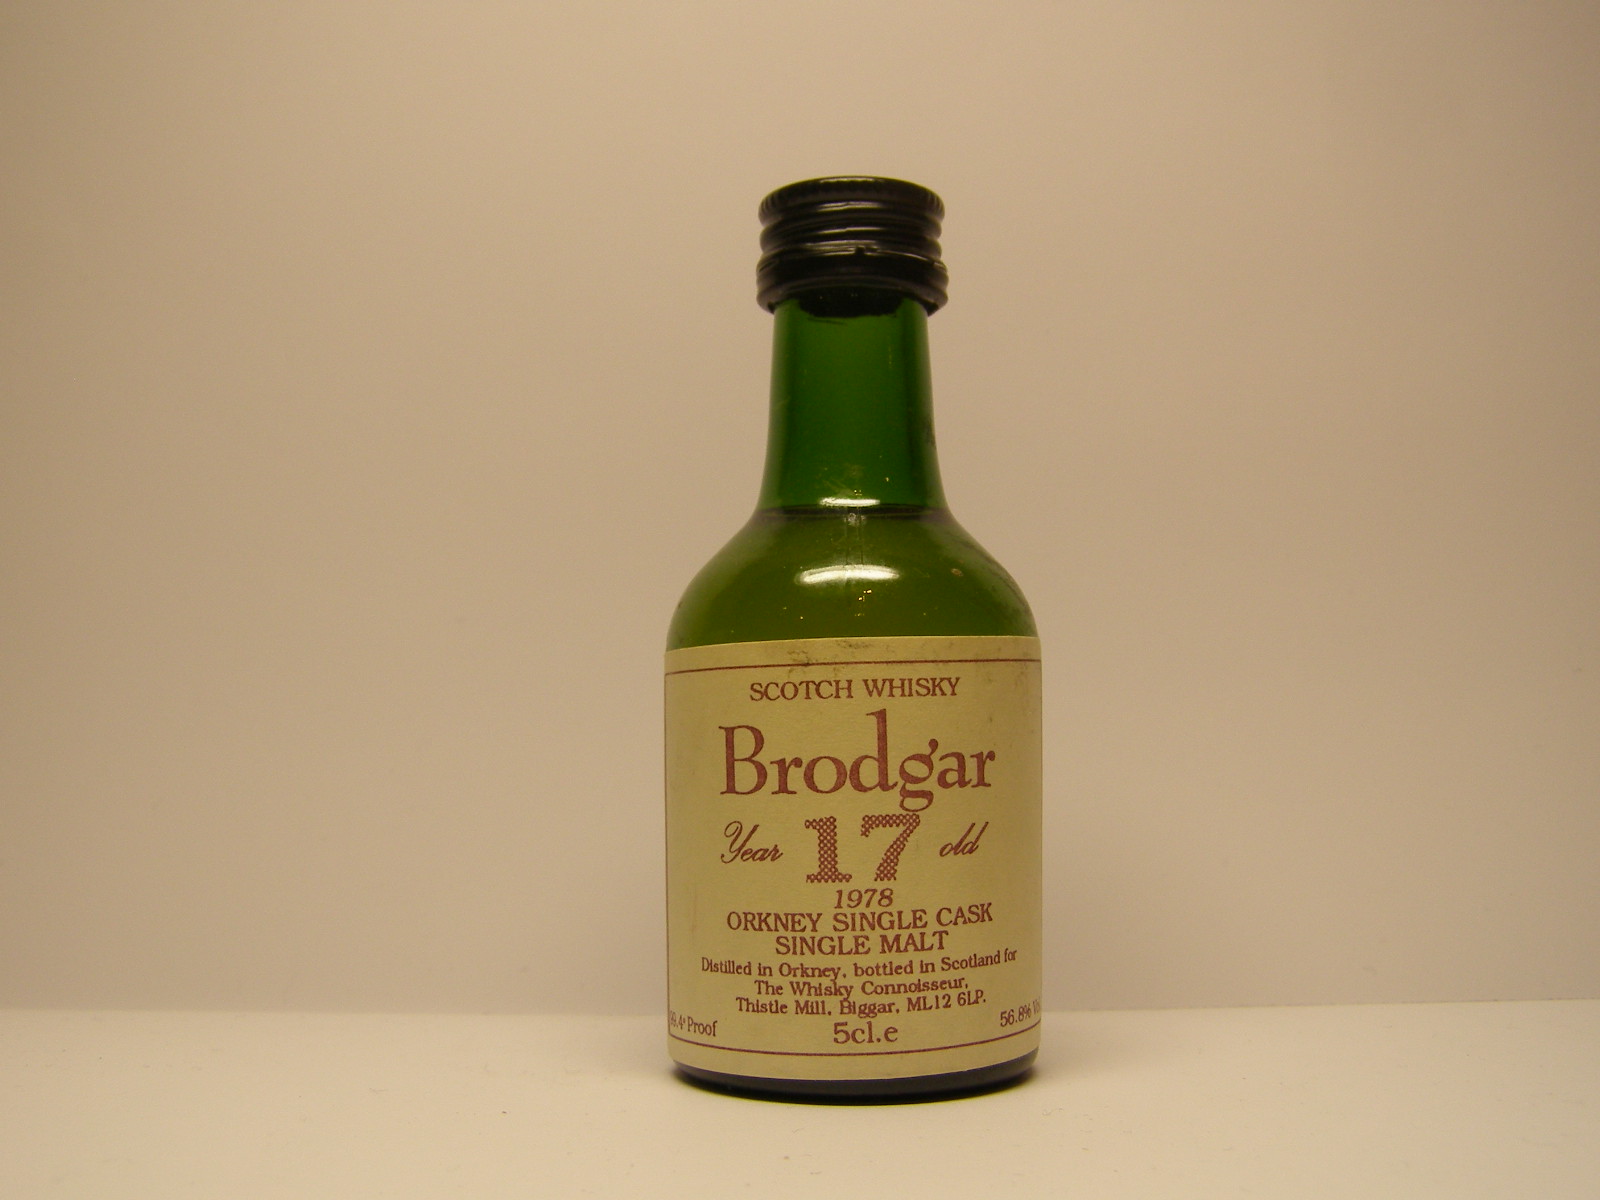 SCOTCH WHISKY
Brodgar
Year 17 old
1978
ORKNEY SINGLE CASK
SINGLE MALT
Distilled in Orkney, bottled in Scotland for
The Whisky Connoisseur,
Thistle Mill, Biggar, ML12 6LP.
Proof 5cl.e 56.8%